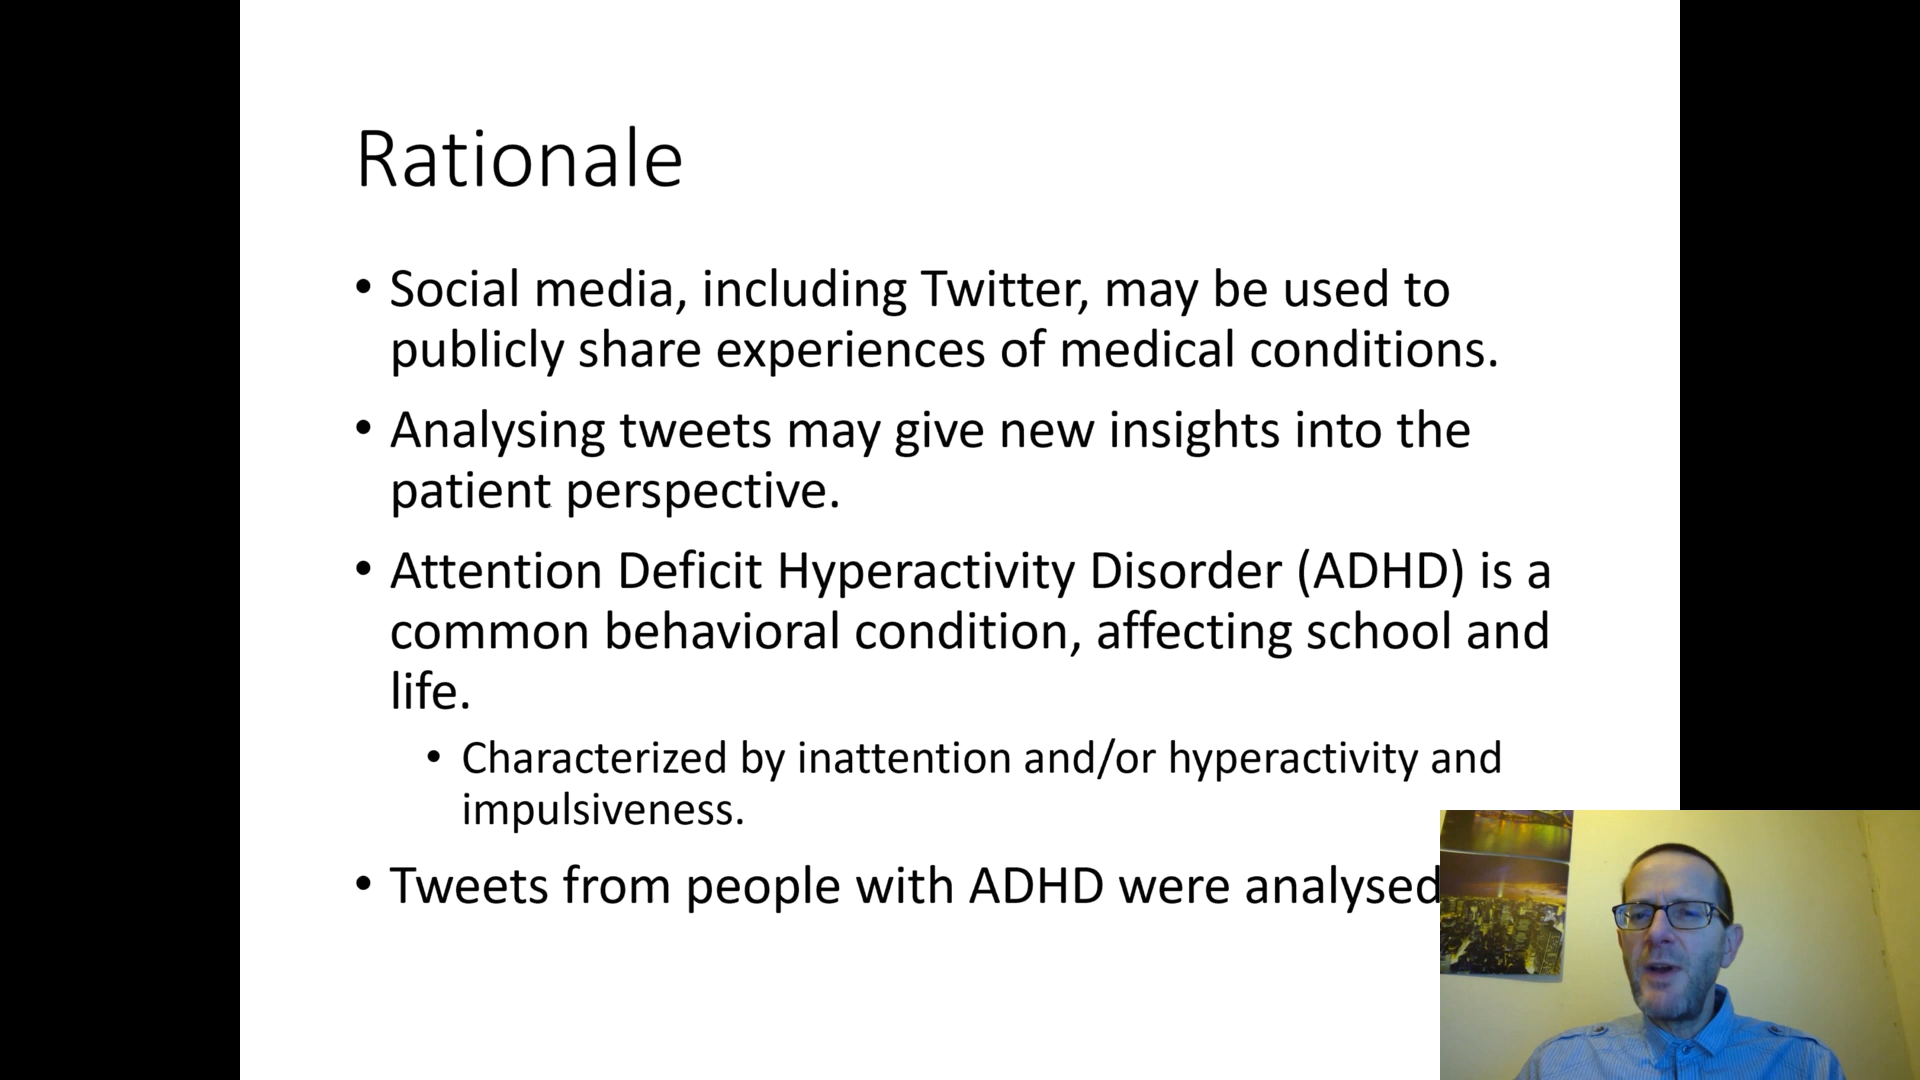 Rationale
• Social media, including Twitter, may be used to
publicly share experiences of medical conditions.
• Analysing tweets may give new insights into the
patient perspective.
• Attention Deficit Hyperactivity Disorder (ADHD) is a
common behavioral condition, affecting school and
life.
• Characterized by inattention and/or hyperactivity and
impulsiveness.
• Tweets from people with ADHD were analysed